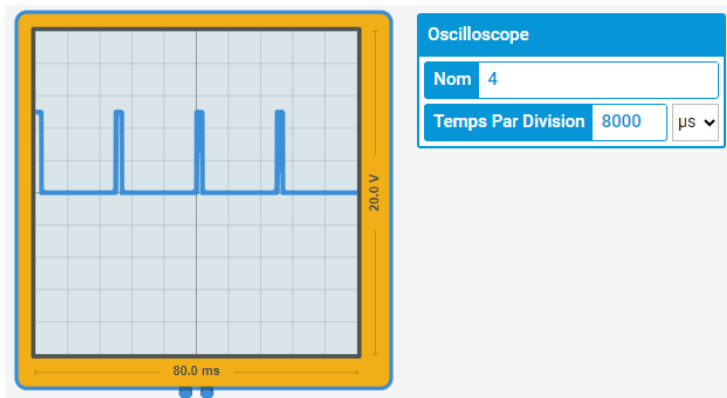 Oscilloscope
Nom 4
Temps Par Division 8000 µs
20.0 V
80.0 ms